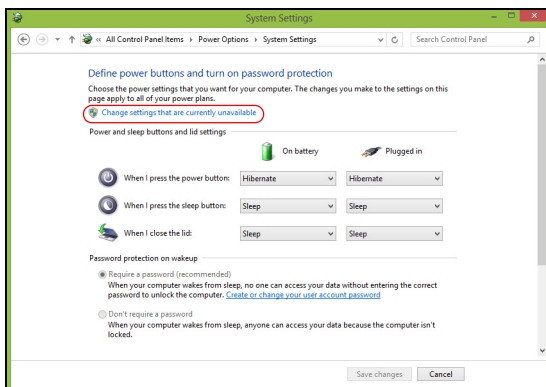 System Settings
« All Control Panel Items Power Options System Settings
Search Control Panel
Define power buttons and turn on password protection
Choose the power settings that you want for your computer. The changes you make to the settings on this
page apply to all of your power plans.
Change settings that are currently unavailable
Power and sleep buttons and lid settings
On battery Plugged in
When I press the power button: Hibernate Hibernate
When I press the sleep button: Sleep Sleep
When I close the lid: Sleep Sleep
Password protection on wakeup
Require a password (recommended)
When your computer wakes from sleep, no one can access your data without entering the correct
password to unlock the computer. Create or change your user account password
Don't require a password
When your computer wakes from sleep, anyone can access your data because the computer isn't
locked.
Save changes Cancel